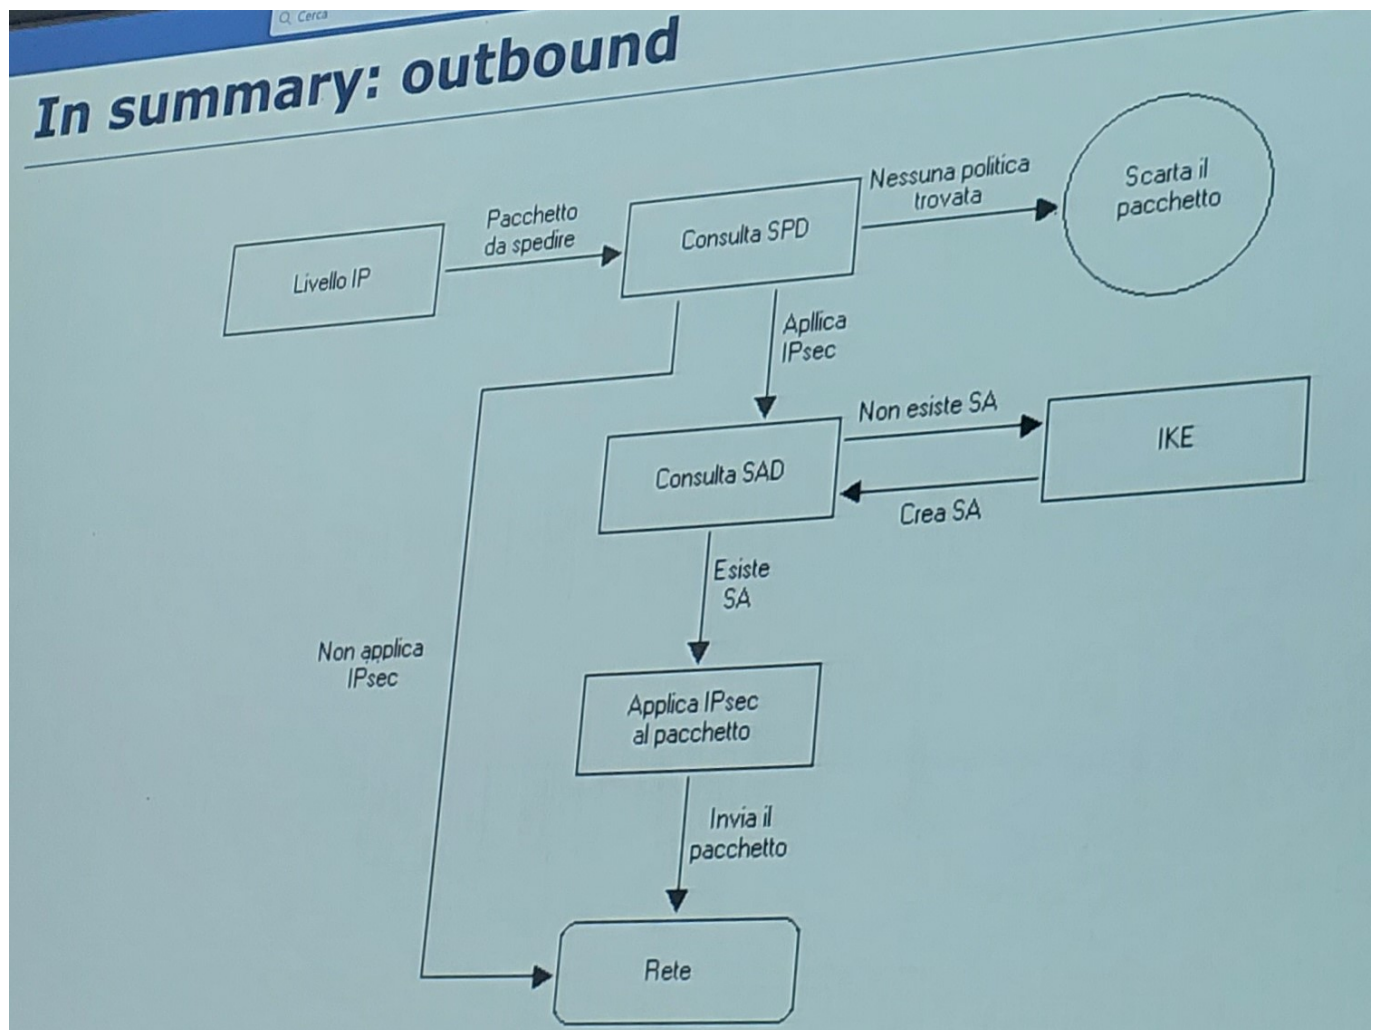 Cerca
In summary: outbound
Nessuna politica
trovata
Scarta il
pacchetto
Pacchetto
da spedire
Consulta SPD
Livello IP
Apllica
IPsec
Non esiste SA
IKE
Consulta SAD
Crea SA
Esiste
SA
Non applica
IPsec
Applica IPsec
al pacchetto
Invia il
pacchetto
Rete